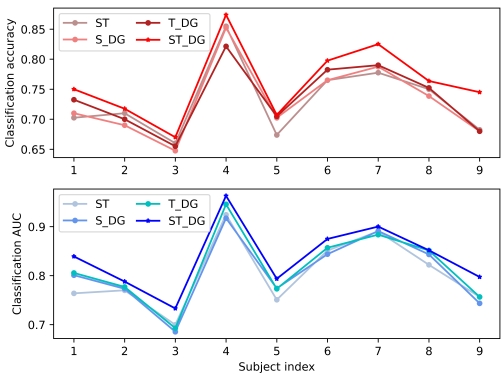 Classification accuracy
0.85
0.80
0.75
0.70
0.65
ST
S_DG
T_DG
ST_DG
1 2 3 4 5 6 7 8 9
Classification AUC
0.9
0.8
0.7
ST
S_DG
T_DG
ST_DG
1 2 3 4 5 6 7 8 9
Subject index